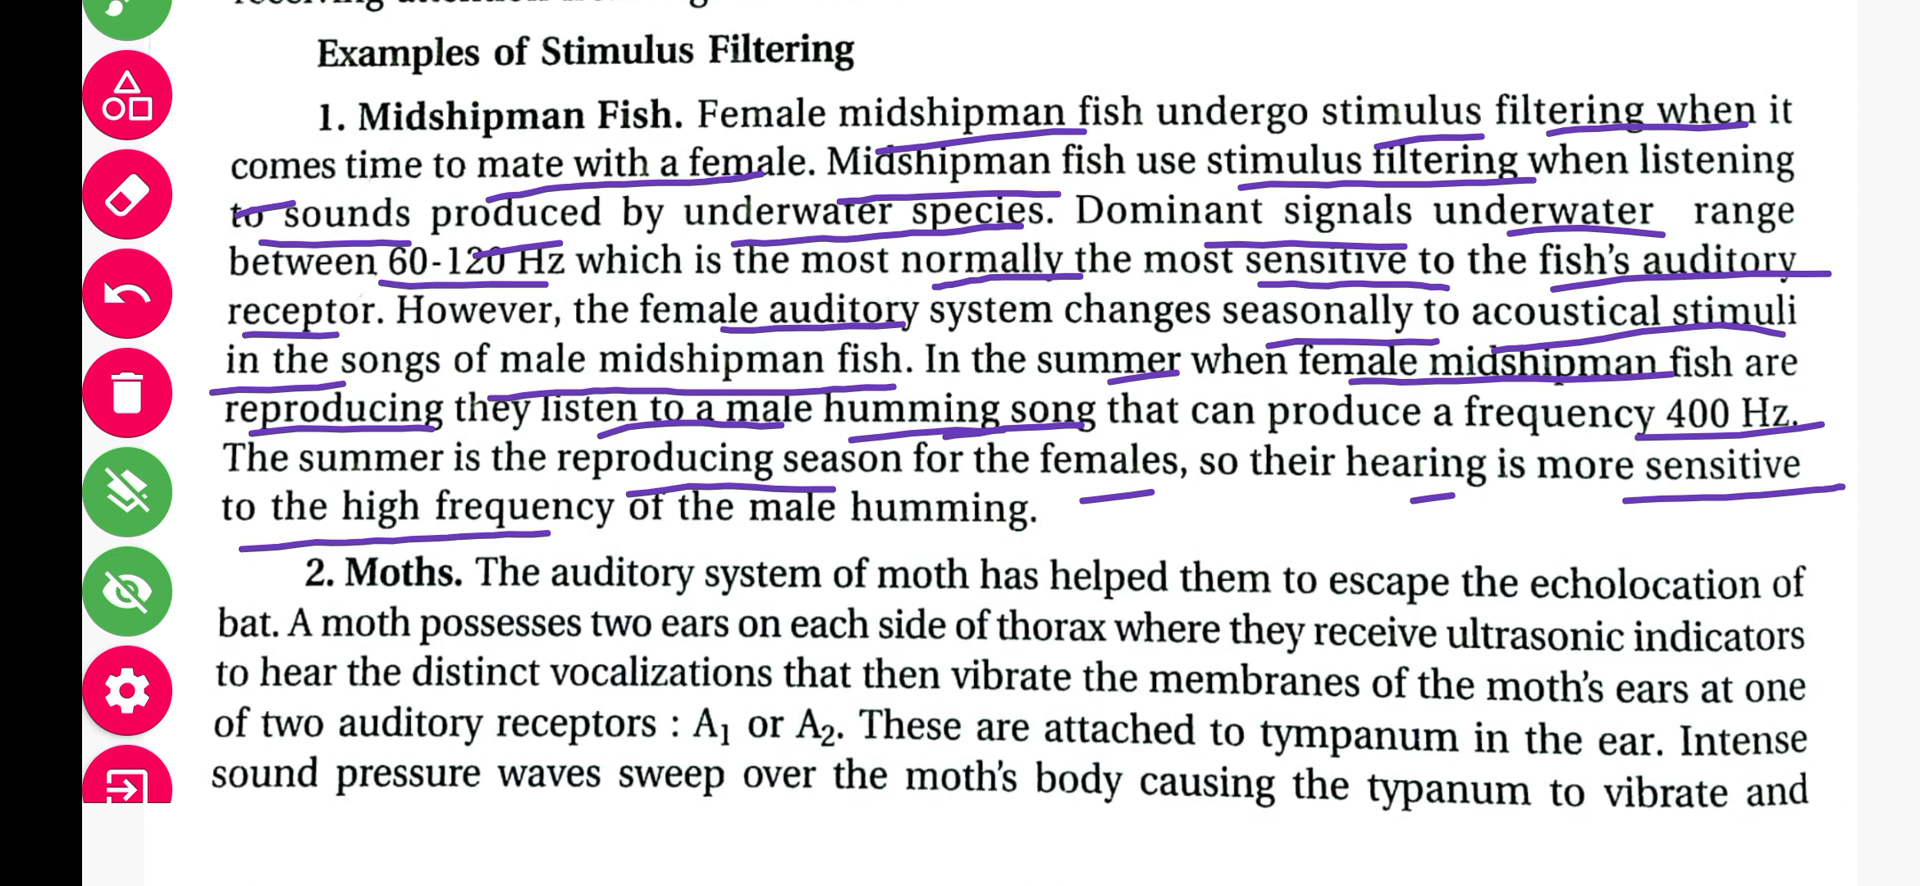 Examples of Stimulus Filtering
1. Midshipman Fish. Female midshipman fish undergo stimulus filtering when it
comes time to mate with a female. Midshipman fish use stimulus filtering when listening
to sounds produced by underwater species. Dominant signals underwater range
between 60-120 Hz which is the most normally the most sensitive to the fish's auditory
receptor. However, the female auditory system changes seasonally to acoustical stimuli
in the songs of male midshipman fish. In the summer when female midshipman fish are
reproducing they listen to a male humming song that can produce a frequency 400 Hz.
The summer is the reproducing season for the females, so their hearing is more sensitive
to the high frequency of the male humming.
2. Moths. The auditory system of moth has helped them to escape the echolocation of
bat. A moth possesses two ears on each side of thorax where they receive ultrasonic indicators
to hear the distinct vocalizations that then vibrate the membranes of the moth's ears at one
of two auditory receptors : A₁ or A₂. These are attached to tympanum in the ear. Intense
sound pressure waves sweep over the moth's body causing the typanum to vibrate and